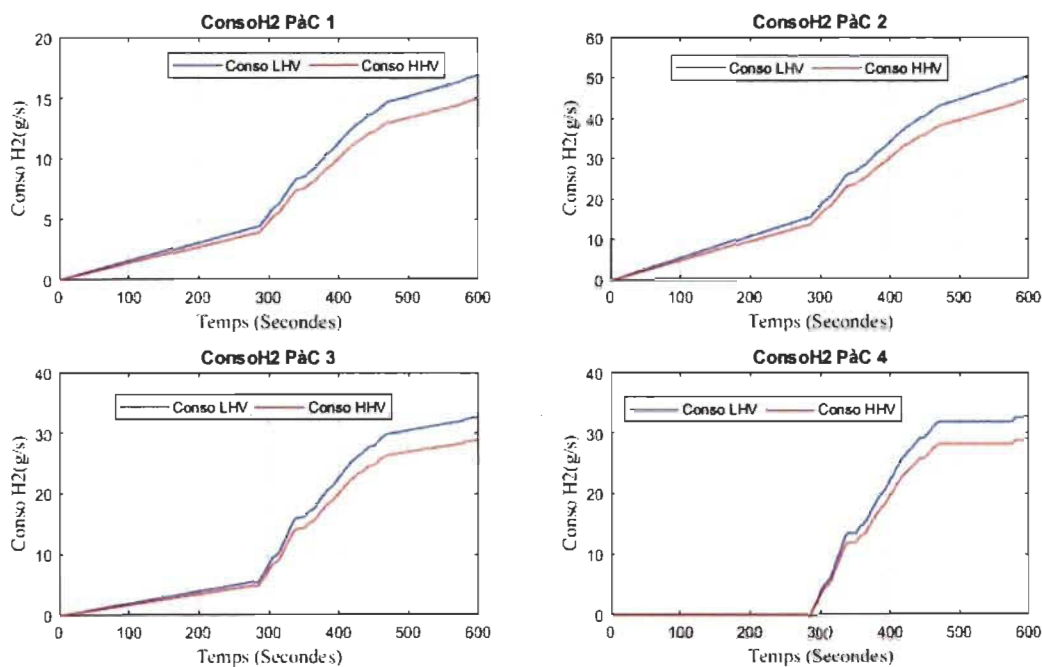 ConsoH2 PàC 1
Conso LHV Conso HHV
20
15
10
5
0
Conso H2(g/s)
0 100 200 300 400 500 600
Temps (Secondes)
ConsoH2 PàC 2
Conso LHV Conso HHV
60
50
40
30
20
10
0
Conso H2(g/s)
0 100 200 300 400 500 600
Temps (Secondes)
ConsoH2 PàC 3
Conso LHV Conso HHV
40
30
20
10
0
Conso H2(g/s)
0 100 200 300 400 500 600
Temps (Secondes)
ConsoH2 PàC 4
Conso LHV Conso HHV
40
30
20
10
0
Conso H2(g/s)
0 100 200 300 400 500 600
Temps (Secondes)